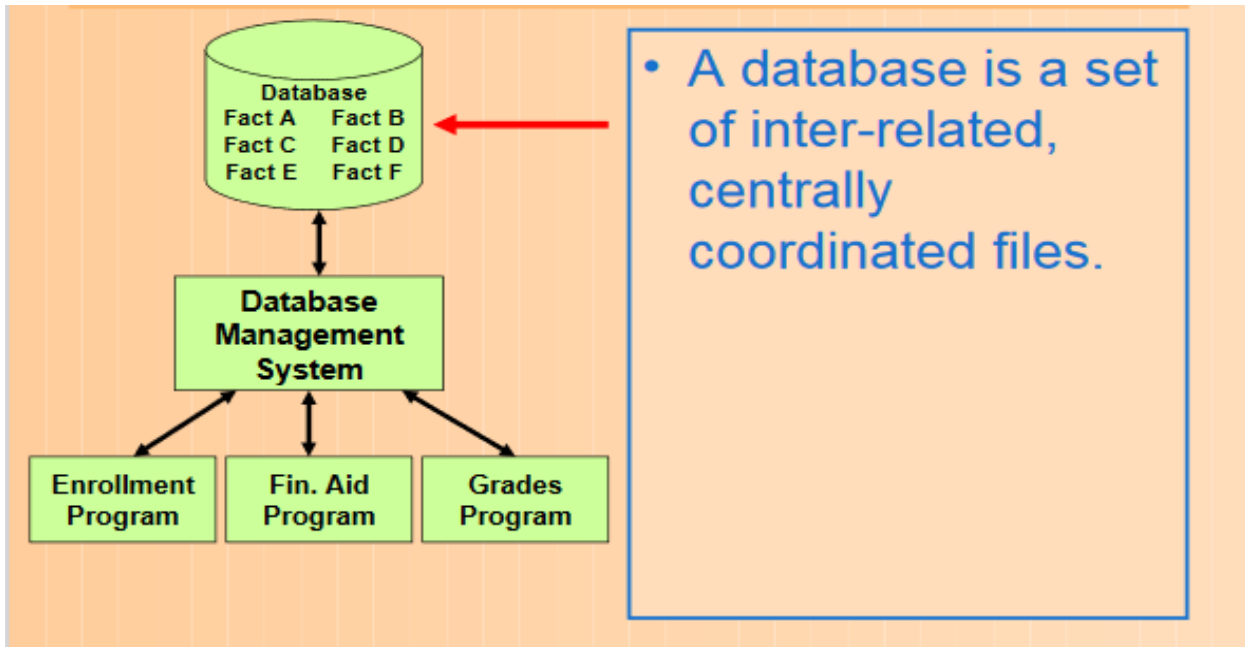 Database
Fact A Fact B
Fact C Fact D
Fact E Fact F
Database
Management
System
Enrollment
Program
Fin. Aid
Program
Grades
Program
• A database is a set
of inter-related,
centrally
coordinated files.